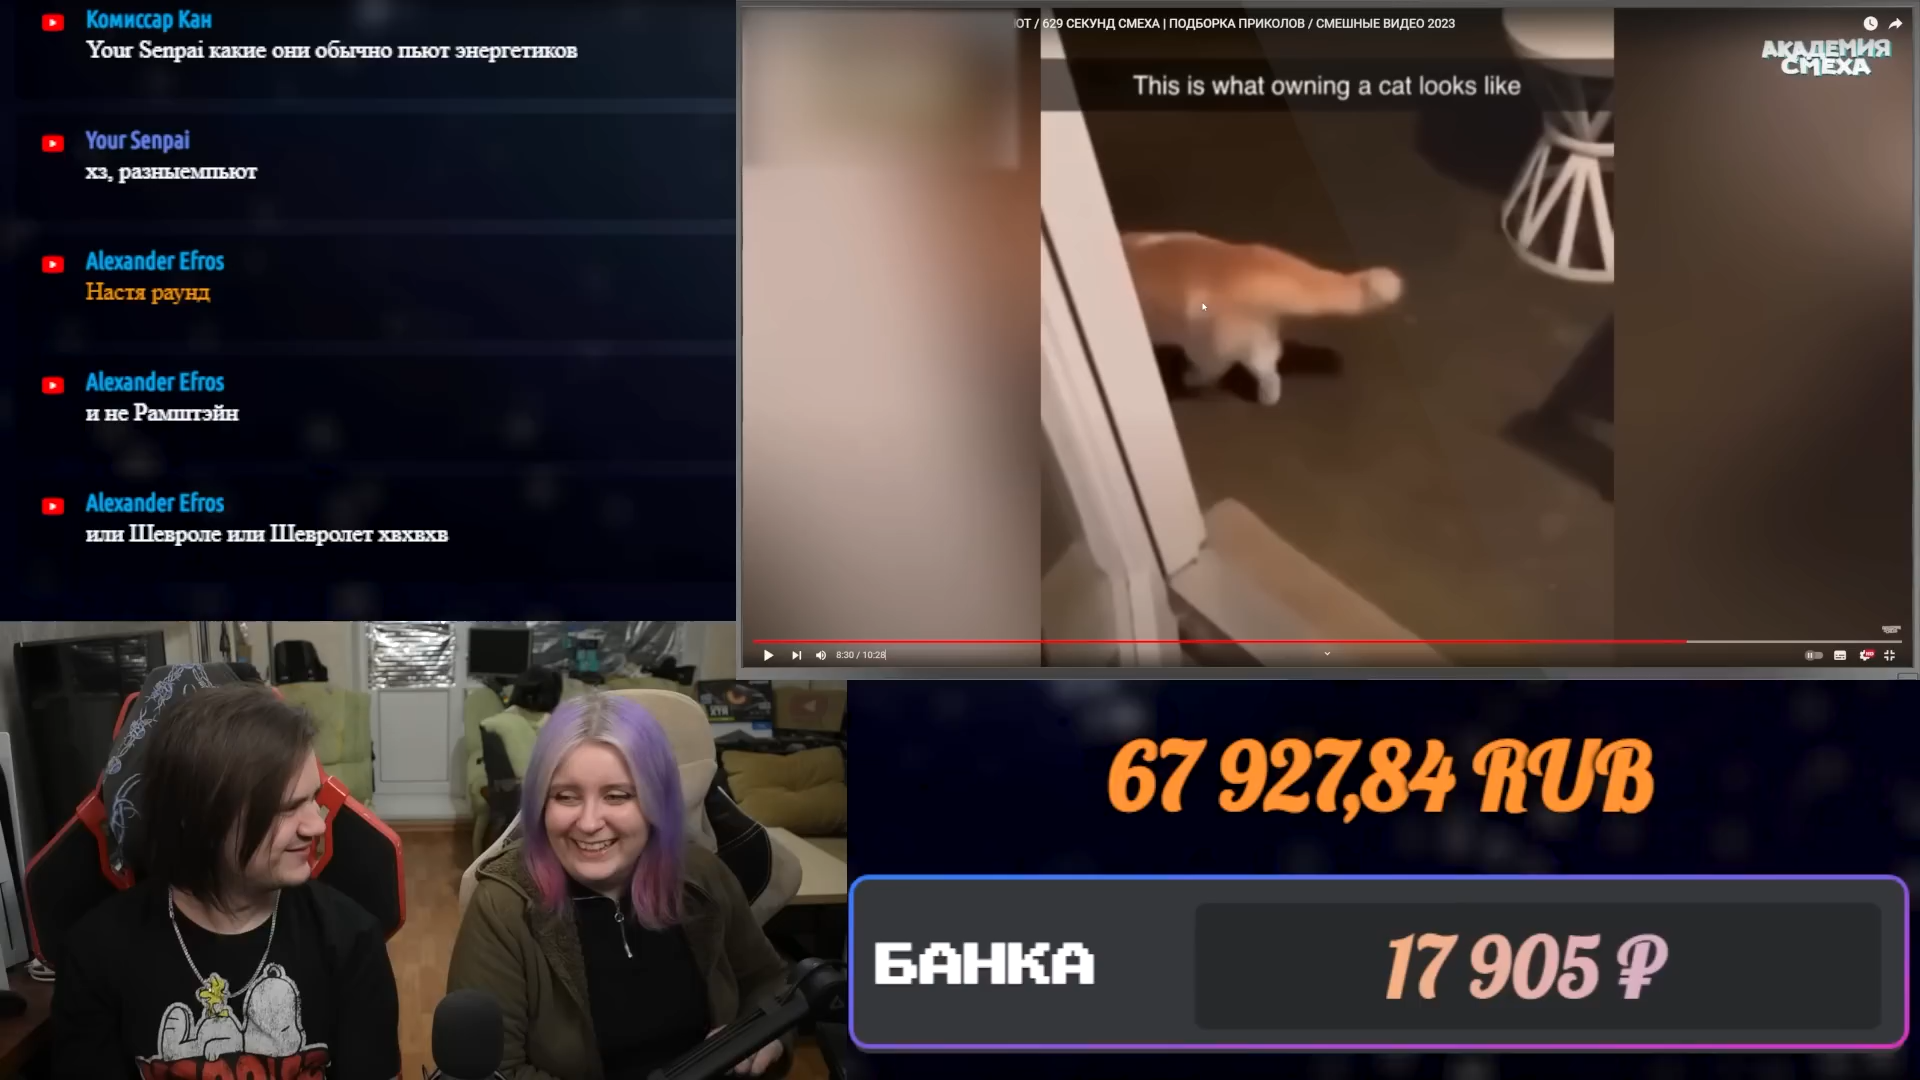 Комиссар Кан
Your Senpai какие они обычно пьют энергетиков
Your Senpai
хз, разныемпьют
Alexander Efros
Настя раунд
Alexander Efros
и не Рамштэйн
Alexander Efros
или Шевроле или Шевролет хвхвхв
ЮТ / 629 СЕКУНД СМЕХА | ПОДБОРКА ПРИКОЛОВ / СМЕШНЫЕ ВИДЕО 2023
АКАДЕМИЯ
СМЕХА
This is what owning a cat looks like
8:30 / 10:28
67 927,84 RUB
БАНКА
17 905 ₽